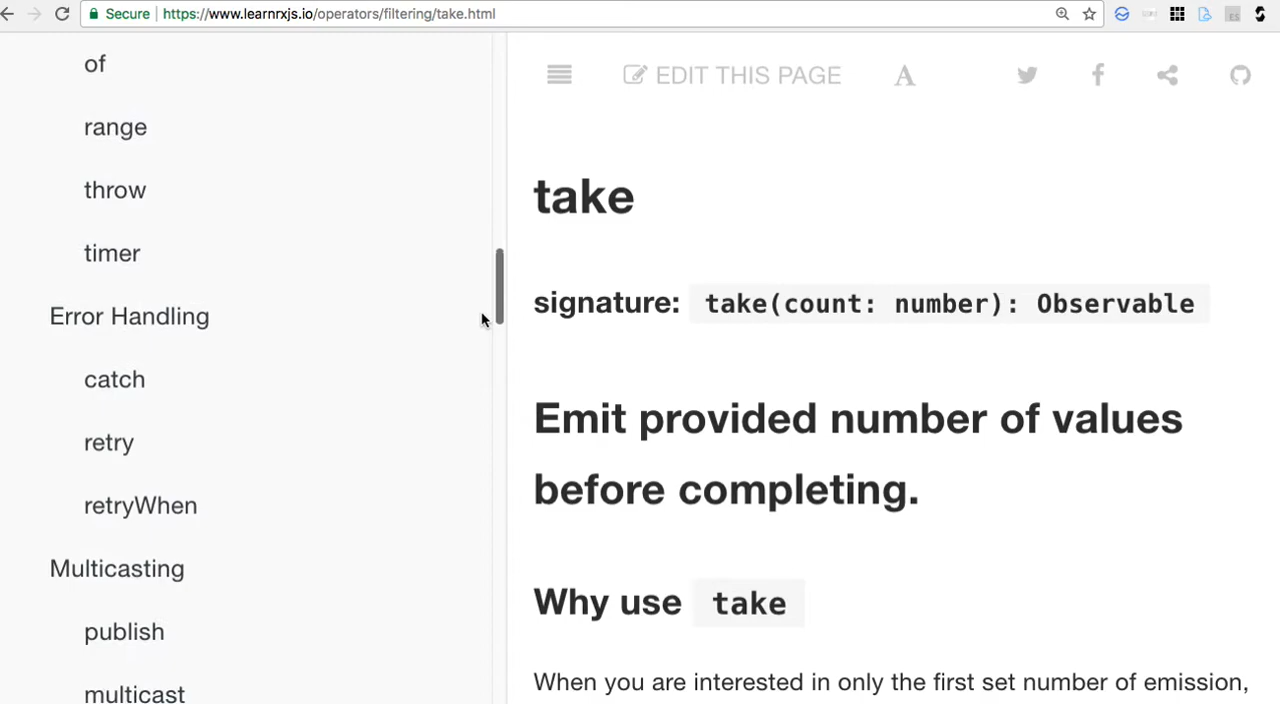 Secure https://www.learnrxjs.io/operators/filtering/take.html
of
range
throw
timer
Error Handling
catch
retry
retryWhen
Multicasting
publish
multicast
EDIT THIS PAGE
take
signature: take(count: number): Observable
Emit provided number of values
before completing.
Why use take
When you are interested in only the first set number of emission,